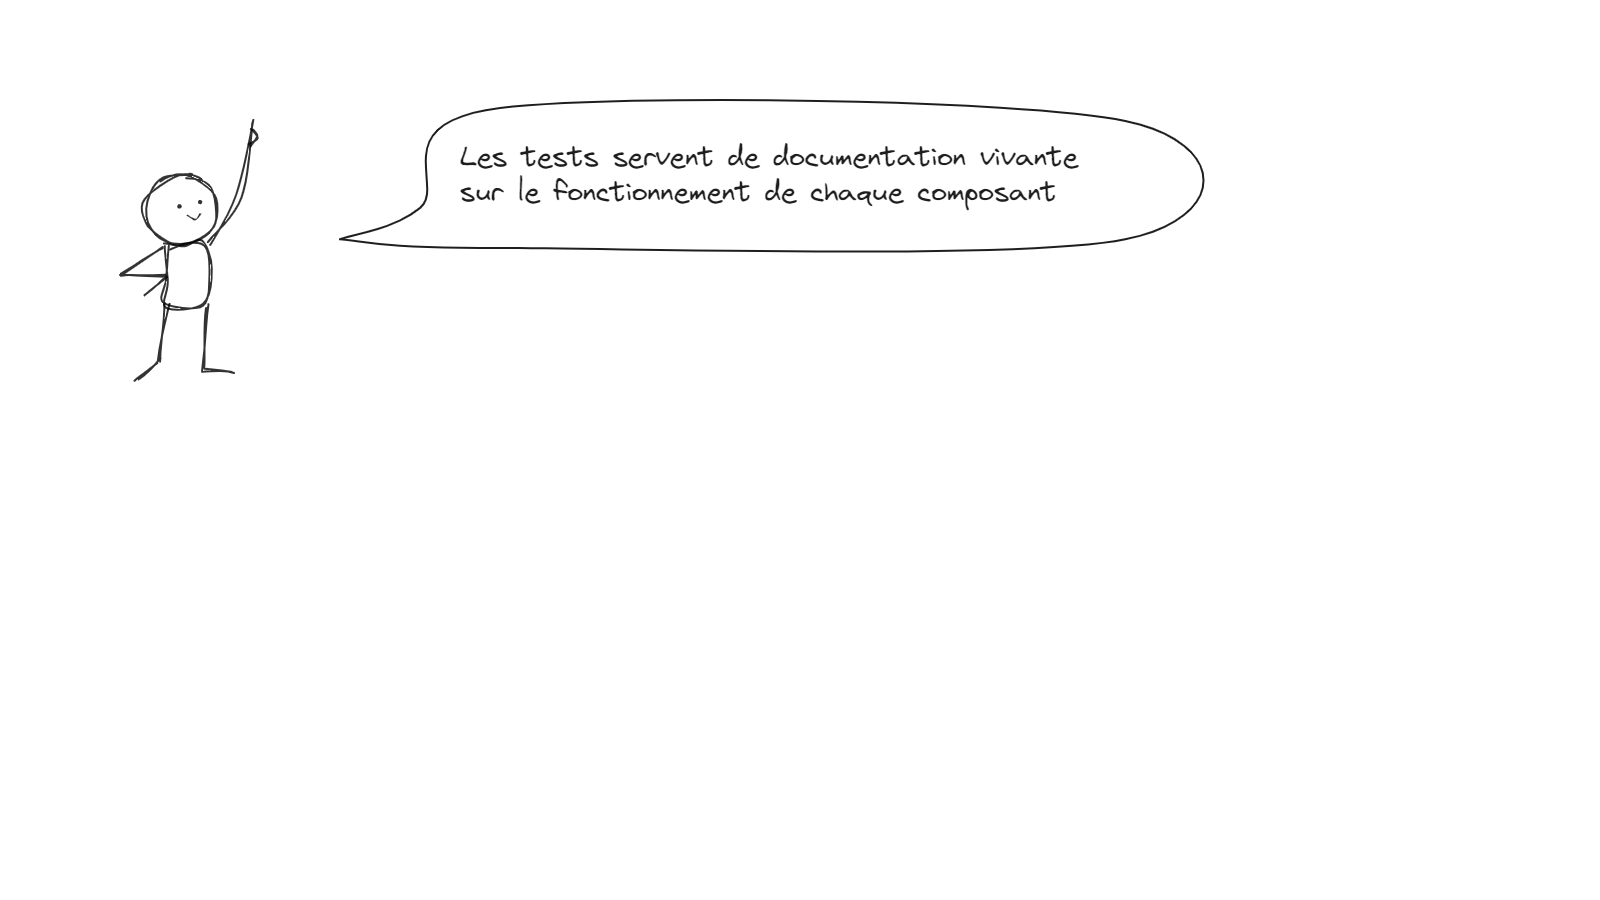 Les tests servent de documentation vivante
sur le fonctionnement de chaque composant